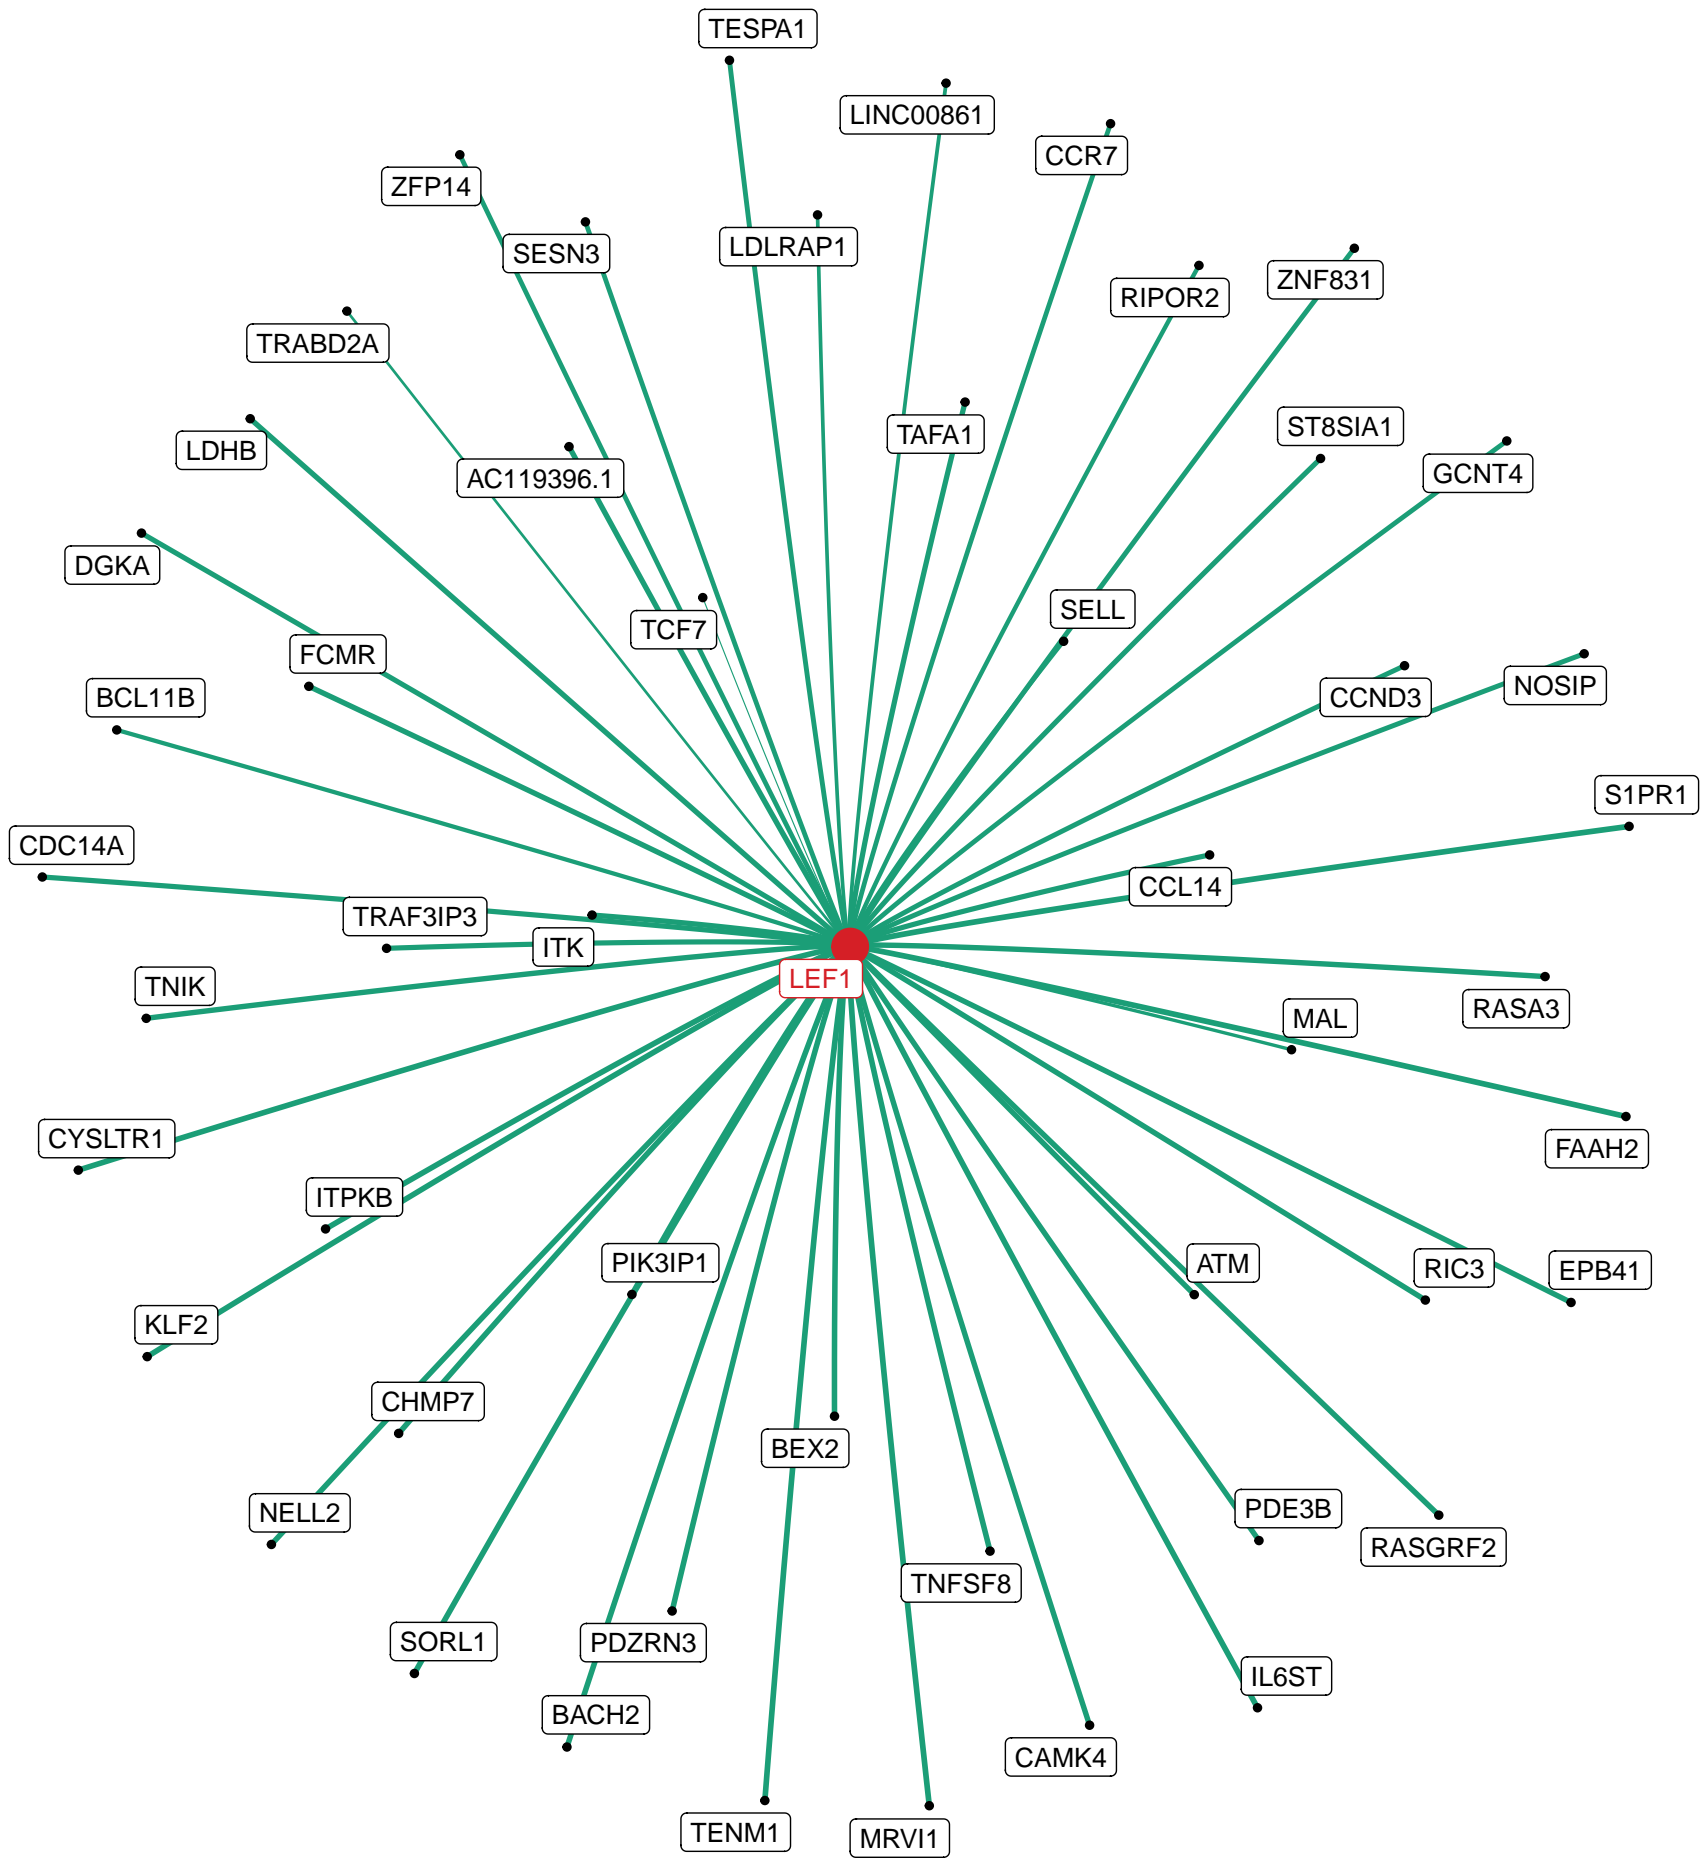 TESPA1
LINC00861
CCR7
ZFP14
SESN3
LDLRAP1
ZNF831
RIPOR2
TRABD2A
ST8SIA1
TAFA1
LDHB
GCNT4
AC119396.1
DGKA
SELL
TCF7
FCMR
NOSIP
BCL11B
CCND3
S1PR1
CDC14A
CCL14
TRAF3IP3
ITK
LEF1
TNIK
RASA3
MAL
CYSLTR1
FAAH2
ITPKB
PIK3IP1
ATM
RIC3
EPB41
KLF2
CHMP7
BEX2
NELL2
PDE3B
RASGRF2
TNFSF8
SORL1
PDZRN3
IL6ST
BACH2
CAMK4
TENM1
MRVI1